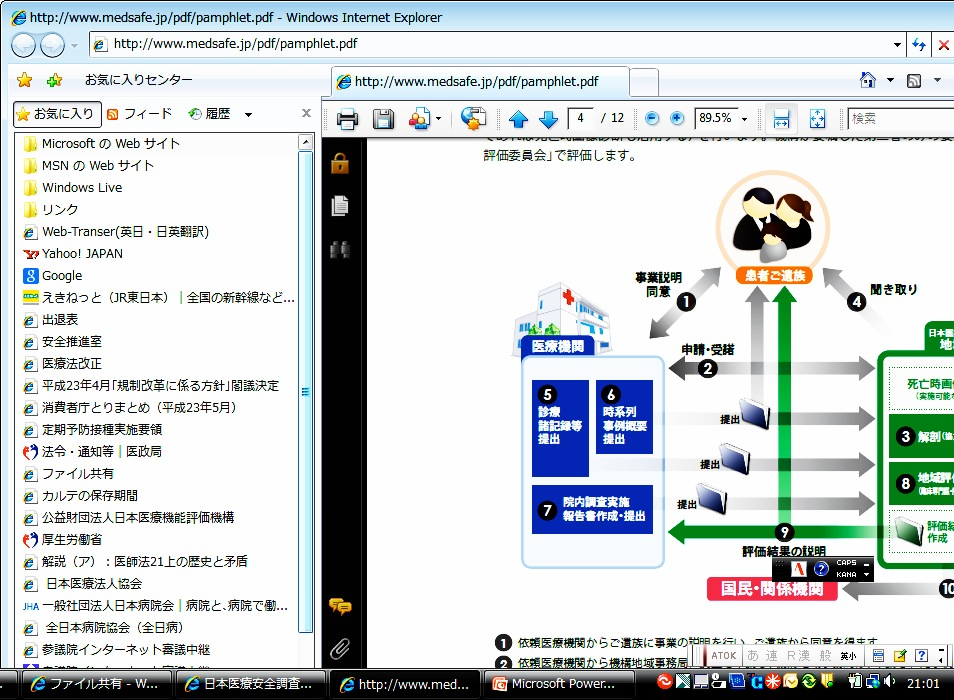 http://www.medsafe.jp/pdf/pamphlet.pdf - Windows Internet Explorer
http://www.medsafe.jp/pdf/pamphlet.pdf
お気に入りセンター
http://www.medsafe.jp/pdf/pamphlet.pdf
お気に入り
フィード
履歴
4 / 12
89.5%
検索
Microsoft の Web サイト
MSN の Web サイト
Windows Live
リンク
Web-Transer(英日・日英翻訳)
Yahoo! JAPAN
Google
えきねっと（JR東日本）｜全国の新幹線など...
出退表
安全推進室
医療法改正
平成23年4月「規制改革に係る方針」閣議決定
消費者庁とりまとめ（平成23年5月）
定期予防接種実施要領
法令・通知等｜医政局
ファイル共有
カルテの保存期間
公益財団法人日本医療機能評価機構
厚生労働省
解説（ア）：医師法21上の歴史と矛盾
日本医療法人協会
一般社団法人日本病院会｜病院と、病院で働...
全日本病院協会（全日病）
参議院インターネット審議中継
評価委員会」で評価します。
患者ご遺族
事業説明
同意
1
4
聞き取り
医療機関
申請・受諾
2
日本医
地
5
診療
諸記録等
提出
6
時系列
事例概要
提出
7
院内調査実施
報告書作成・提出
提出
提出
提出
死亡時画
（実施可能な
3 解剖
8 地域評
評価結
作成
9
評価結果の説明
国民・関係機関
10
CAPS
KANA
1 依頼医療機関からご遺族に事業の説明を行い、ご遺族から同意を得ます。
2 依頼医療機関から機構地域事務局
ATOK あ 連 R漢 般 英小
ファイル共有 - W...
日本医療安全調査...
http://www.med...
Microsoft Power...
21:01